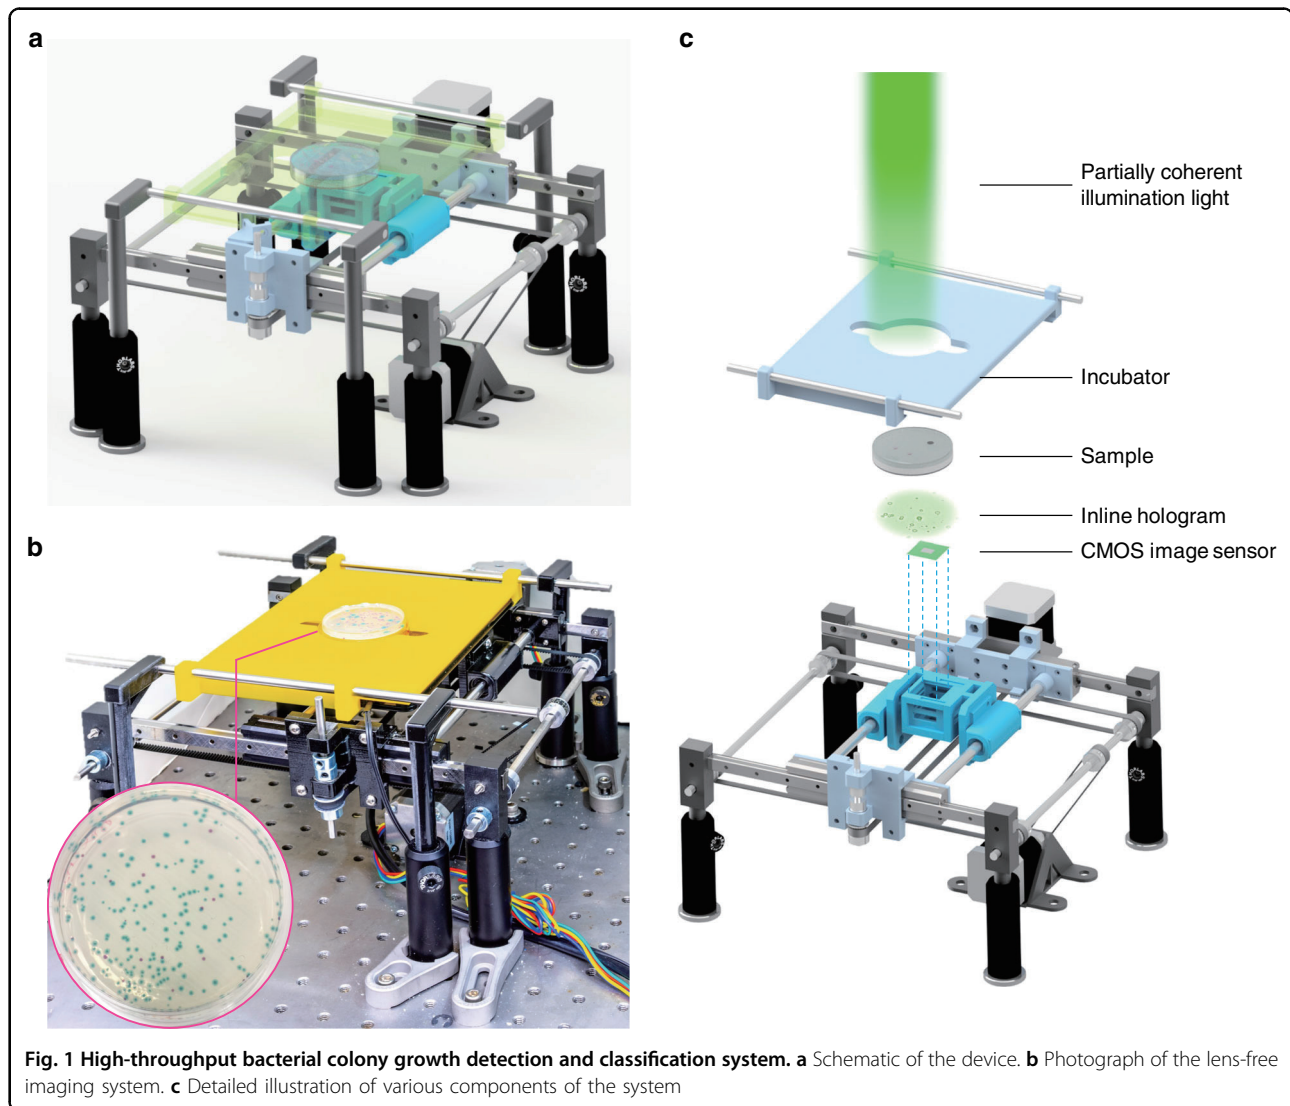 a
c
Partially coherent
illumination light
Incubator
Sample
Inline hologram
CMOS image sensor
b
Fig. 1 High-throughput bacterial colony growth detection and classification system. a Schematic of the device. b Photograph of the lens-free
imaging system. c Detailed illustration of various components of the system